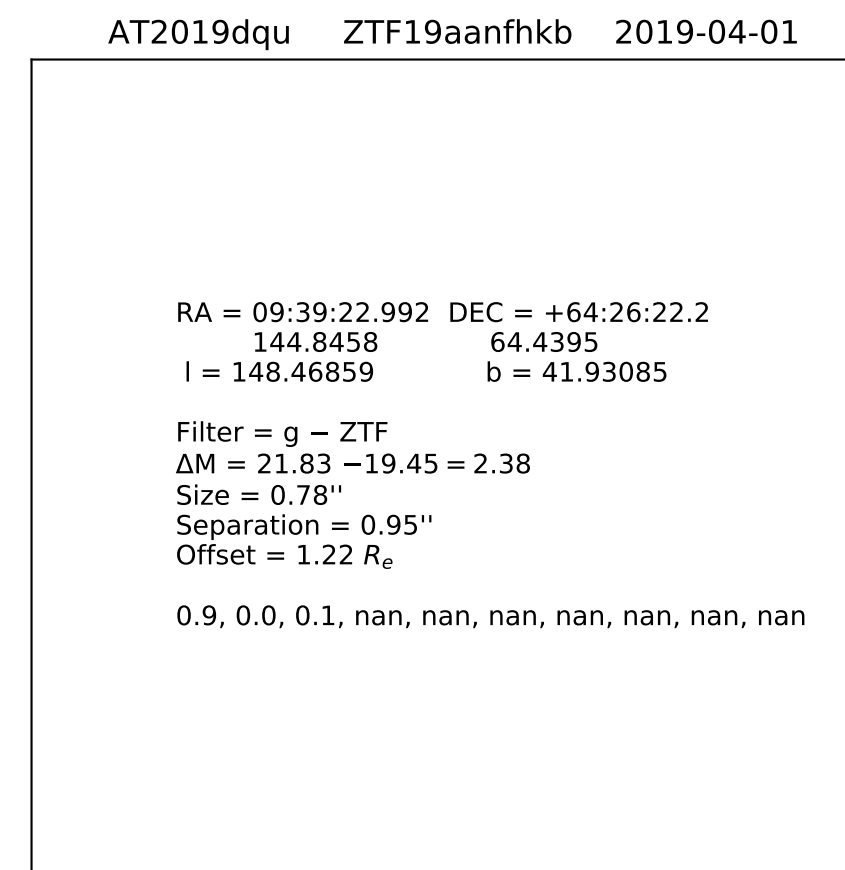 AT2019dqu ZTF19aanfhkb 2019-04-01
RA = 09:39:22.992 DEC = +64:26:22.2
144.8458 64.4395
l = 148.46859 b = 41.93085
Filter = g − ZTF
ΔM = 21.83 −19.45 = 2.38
Size = 0.78''
Separation = 0.95''
Offset = 1.22 Rₑ
0.9, 0.0, 0.1, nan, nan, nan, nan, nan, nan, nan